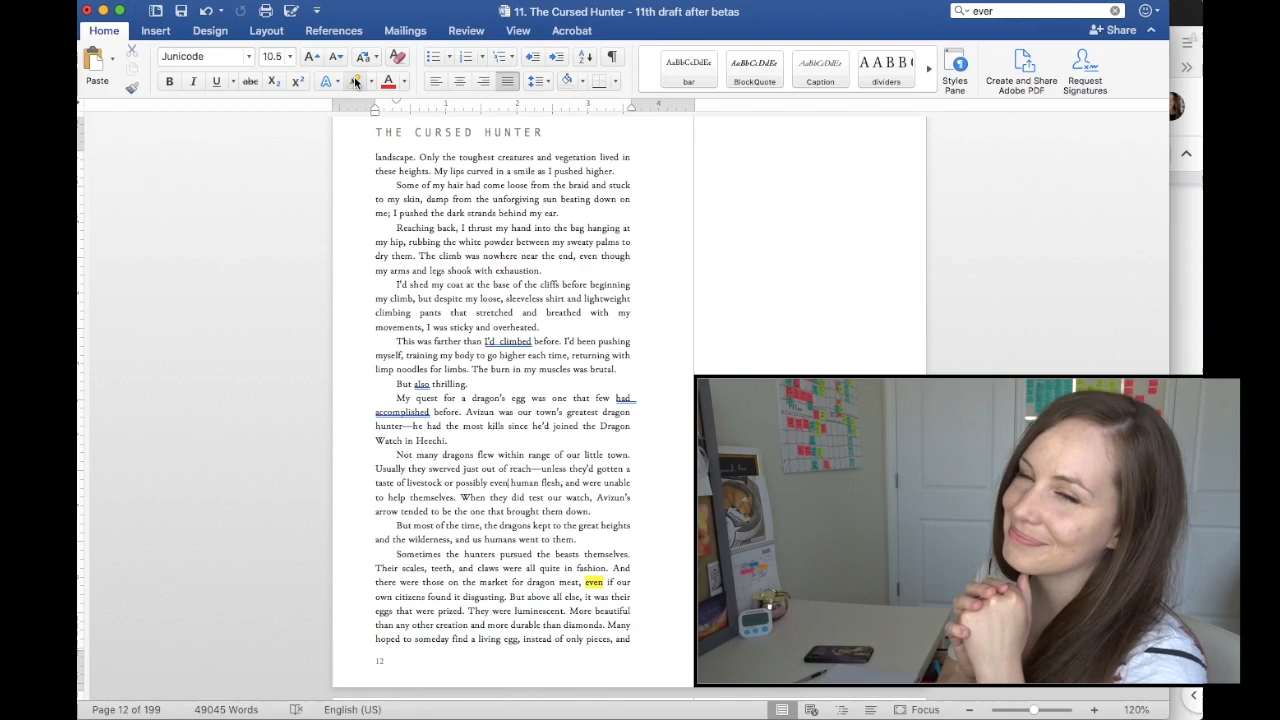 11. The Cursed Hunter - 11th draft after betas
ever
Home Insert Design Layout References Mailings Review View Acrobat
Share
Paste
Junicode 10.5
AaBbCcDdEe AaBbCcDdEe AaBbCcDdEe AABBC
bar BlockQuote Caption dividers
Styles Pane
Create and Share Adobe PDF
Request Signatures
1 2 3 4
THE CURSED HUNTER
landscape. Only the toughest creatures and vegetation lived in
these heights. My lips curved in a smile as I pushed higher.
Some of my hair had come loose from the braid and stuck
to my skin, damp from the unforgiving sun beating down on
me; I pushed the dark strands behind my ear.
Reaching back, I thrust my hand into the bag hanging at
my hip, rubbing the white powder between my sweaty palms to
dry them. The climb was nowhere near the end, even though
my arms and legs shook with exhaustion.
I'd shed my coat at the base of the cliffs before beginning
my climb, but despite my loose, sleeveless shirt and lightweight
climbing pants that stretched and breathed with my
movements, I was sticky and overheated.
This was farther than I'd climbed before. I'd been pushing
myself, training my body to go higher each time, returning with
limp noodles for limbs. The burn in my muscles was brutal.
But also thrilling.
My quest for a dragon's egg was one that few had
accomplished before. Avizun was our town's greatest dragon
hunter—he had the most kills since he'd joined the Dragon
Watch in Heechi.
Not many dragons flew within range of our little town.
Usually they swerved just out of reach—unless they'd gotten a
taste of livestock or possibly even human flesh, and were unable
to help themselves. When they did test our watch, Avizun's
arrow tended to be the one that brought them down.
But most of the time, the dragons kept to the great heights
and the wilderness, and us humans went to them.
Sometimes the hunters pursued the beasts themselves.
Their scales, teeth, and claws were all quite in fashion. And
there were those on the market for dragon meat, even if our
own citizens found it disgusting. But above all else, it was their
eggs that were prized. They were luminescent. More beautiful
than any other creation and more durable than diamonds. Many
hoped to someday find a living egg, instead of only pieces, and
12
Page 12 of 199 49045 Words English (US) Focus 120%